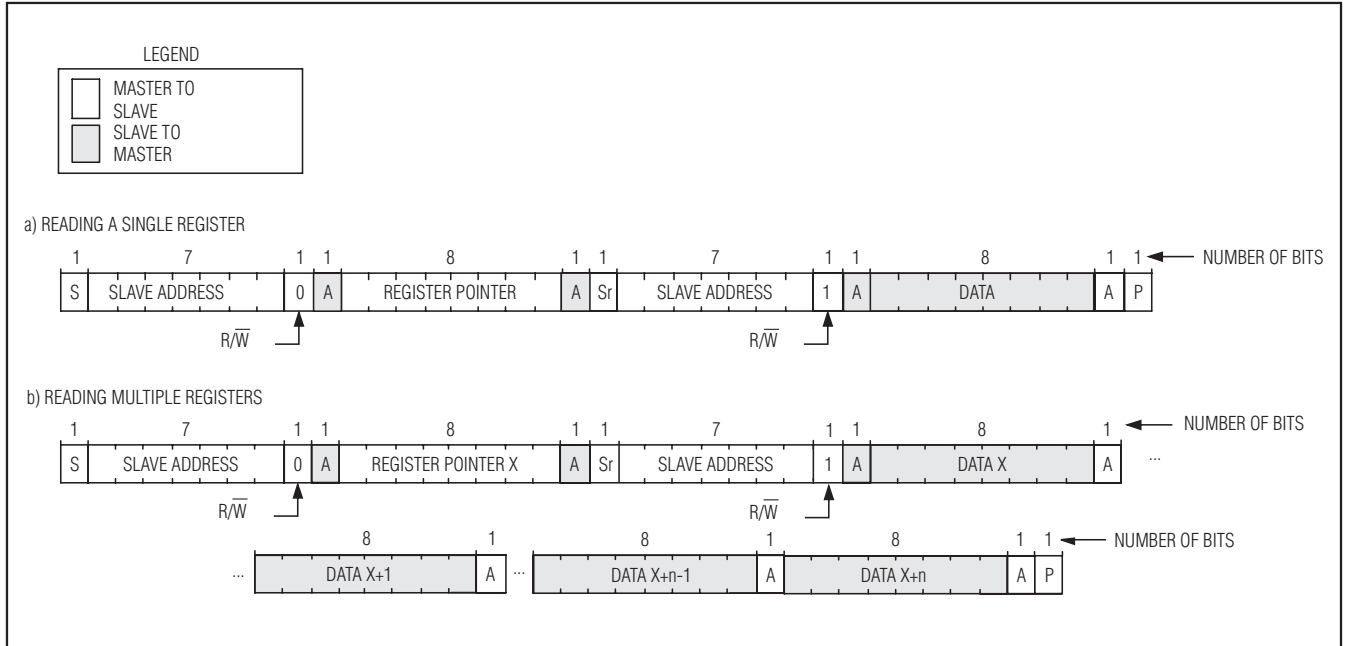 LEGEND
MASTER TO
SLAVE
SLAVE TO
MASTER
a) READING A SINGLE REGISTER
1 7 1 1 8 1 1 7 1 1 8 1 1 NUMBER OF BITS
S SLAVE ADDRESS 0 A REGISTER POINTER A Sr SLAVE ADDRESS 1 A DATA A P
R/W̅ R/W̅
b) READING MULTIPLE REGISTERS
1 7 1 1 8 1 1 7 1 1 8 1 NUMBER OF BITS
S SLAVE ADDRESS 0 A REGISTER POINTER X A Sr SLAVE ADDRESS 1 A DATA X A ...
R/W̅ R/W̅
8 1 8 1 8 1 1 NUMBER OF BITS
... DATA X+1 A ... DATA X+n-1 A DATA X+n A P